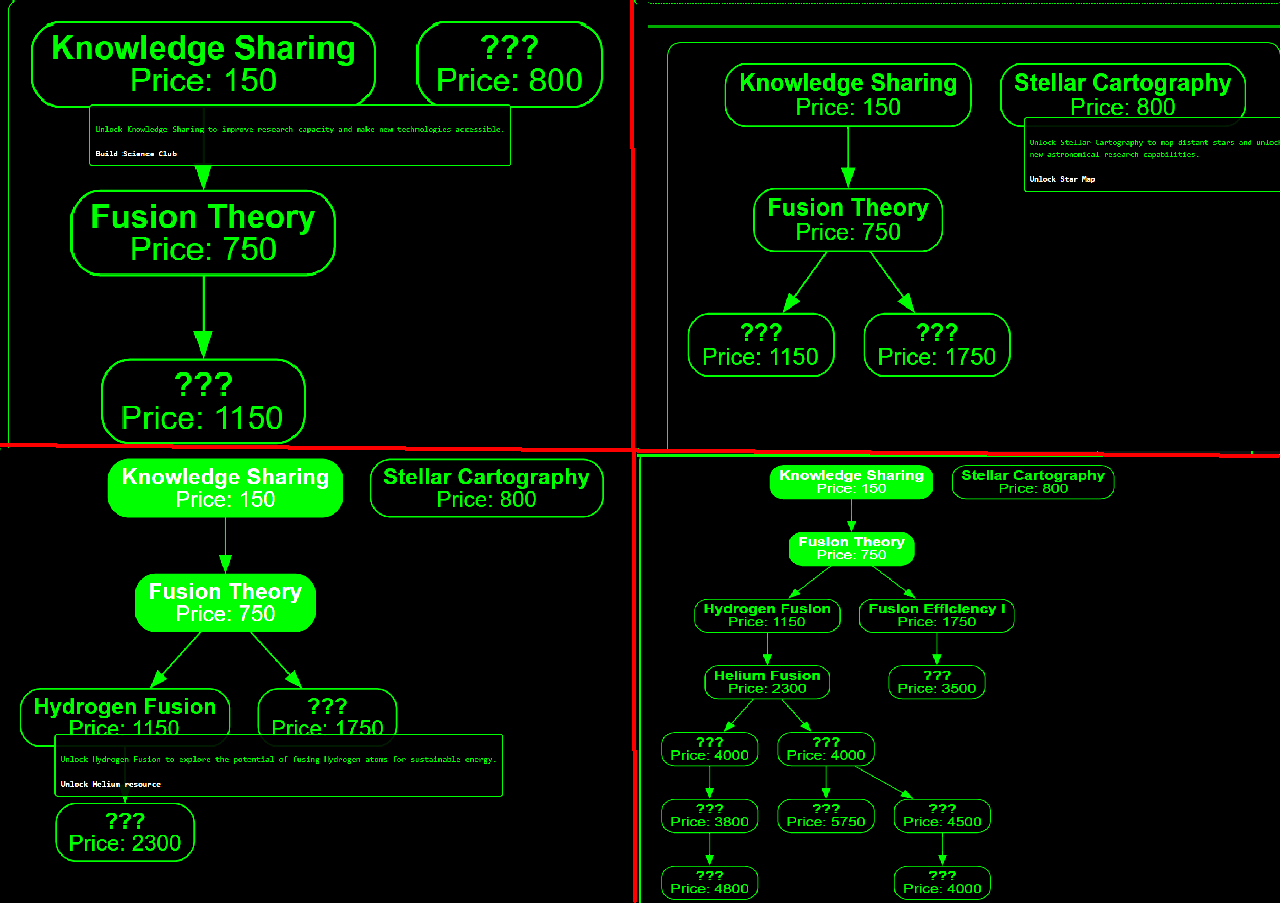 Knowledge Sharing
Price: 150
???
Price: 800
Unlock Knowledge Sharing to improve research capacity and make new technologies accessible.
Build Science Club
Fusion Theory
Price: 750
???
Price: 1150
Knowledge Sharing
Price: 150
Stellar Cartography
Price: 800
Unlock Stellar Cartography to map distant stars and unlock
new astronomical research capabilities.
Unlock Star Map
Fusion Theory
Price: 750
???
Price: 1150
???
Price: 1750
Knowledge Sharing
Price: 150
Stellar Cartography
Price: 800
Fusion Theory
Price: 750
Hydrogen Fusion
Price: 1150
???
Price: 1750
Unlock Hydrogen Fusion to explore the potential of fusing Hydrogen atoms for sustainable energy.
Unlock Helium resource
???
Price: 2300
Knowledge Sharing
Price: 150
Stellar Cartography
Price: 800
Fusion Theory
Price: 750
Hydrogen Fusion
Price: 1150
Fusion Efficiency I
Price: 1750
Helium Fusion
Price: 2300
???
Price: 3500
???
Price: 4000
???
Price: 4000
???
Price: 3800
???
Price: 5750
???
Price: 4500
???
Price: 4800
???
Price: 4000